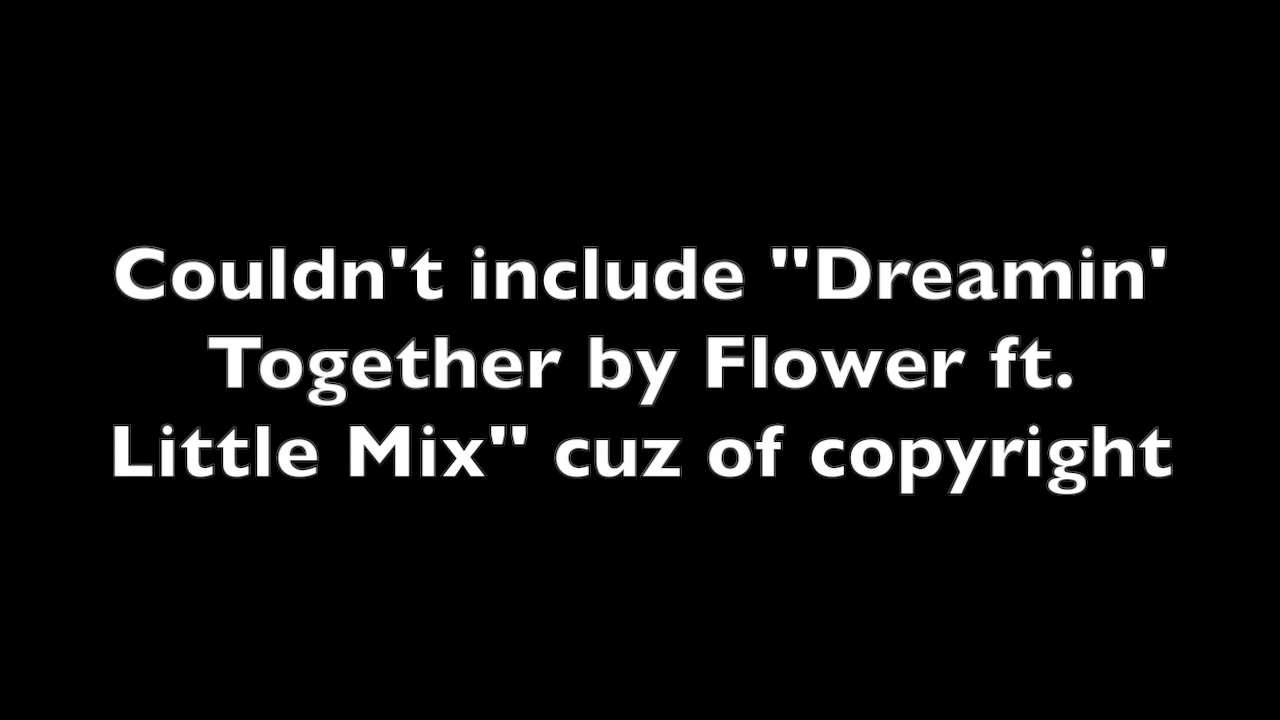 Couldn't include "Dreamin'
Together by Flower ft.
Little Mix" cuz of copyright